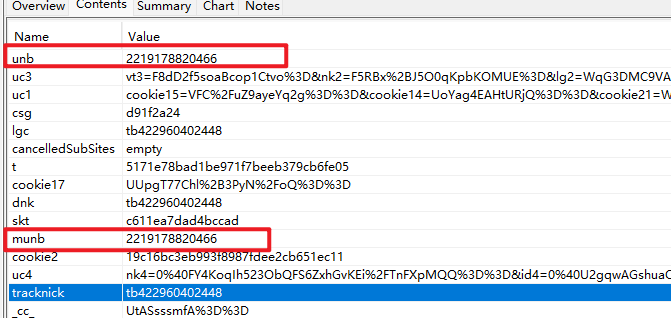 Overview Contents Summary Chart Notes
Name Value
unb 2219178820466
uc3 vt3=F8dD2f5soaBcop1Ctvo%3D&nk2=F5RBx%2BJ5O0qKpbKOMUE%3D&lg2=WqG3DMC9VA
uc1 cookie15=VFC%2FuZ9ayeYq2g%3D%3D&cookie14=UoYag4EAHtURjQ%3D%3D&cookie21=W
csg d91f2a24
lgc tb422960402448
cancelledSubSites empty
t 5171e78bad1be971f7beeb379cb6fe05
cookie17 UUpgT77Chl%2B3PyN%2FoQ%3D%3D
dnk tb422960402448
skt c611ea7dad4bccad
munb 2219178820466
cookie2 19c16bc3eb993f8987fdee2cb651ec11
uc4 nk4=0%40FY4KoqIh523ObQFS6ZxhGvKEi%2FTnFXpMQQ%3D%3D&id4=0%40U2gqwAGshuaC
tracknick tb422960402448
_cc_ UtASsssmfA%3D%3D